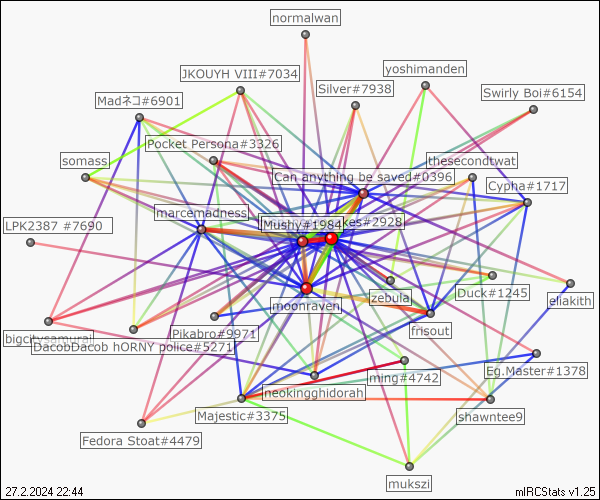 normalwan
JKOUYH VIII#7034
yoshimanden
Silver#7938
Swirly Boi#6154
Madネコ#6901
Pocket Persona#3326
somass
thesecondtwat
Can anything be saved#0396
Cypha#1717
marcemadness
Mushy#1984
kes#2928
LPK2387 #7690
moonraven
zebula
Duck#1245
eliakith
bigcitysamurai
Pikabro#9971
frisout
DacobDacob hORNY police#5271
Eg.Master#1378
ming#4742
neokingghidorah
Majestic#3375
shawntee9
Fedora Stoat#4479
mukszi
27.2.2024 22:44
mIRCStats v1.25